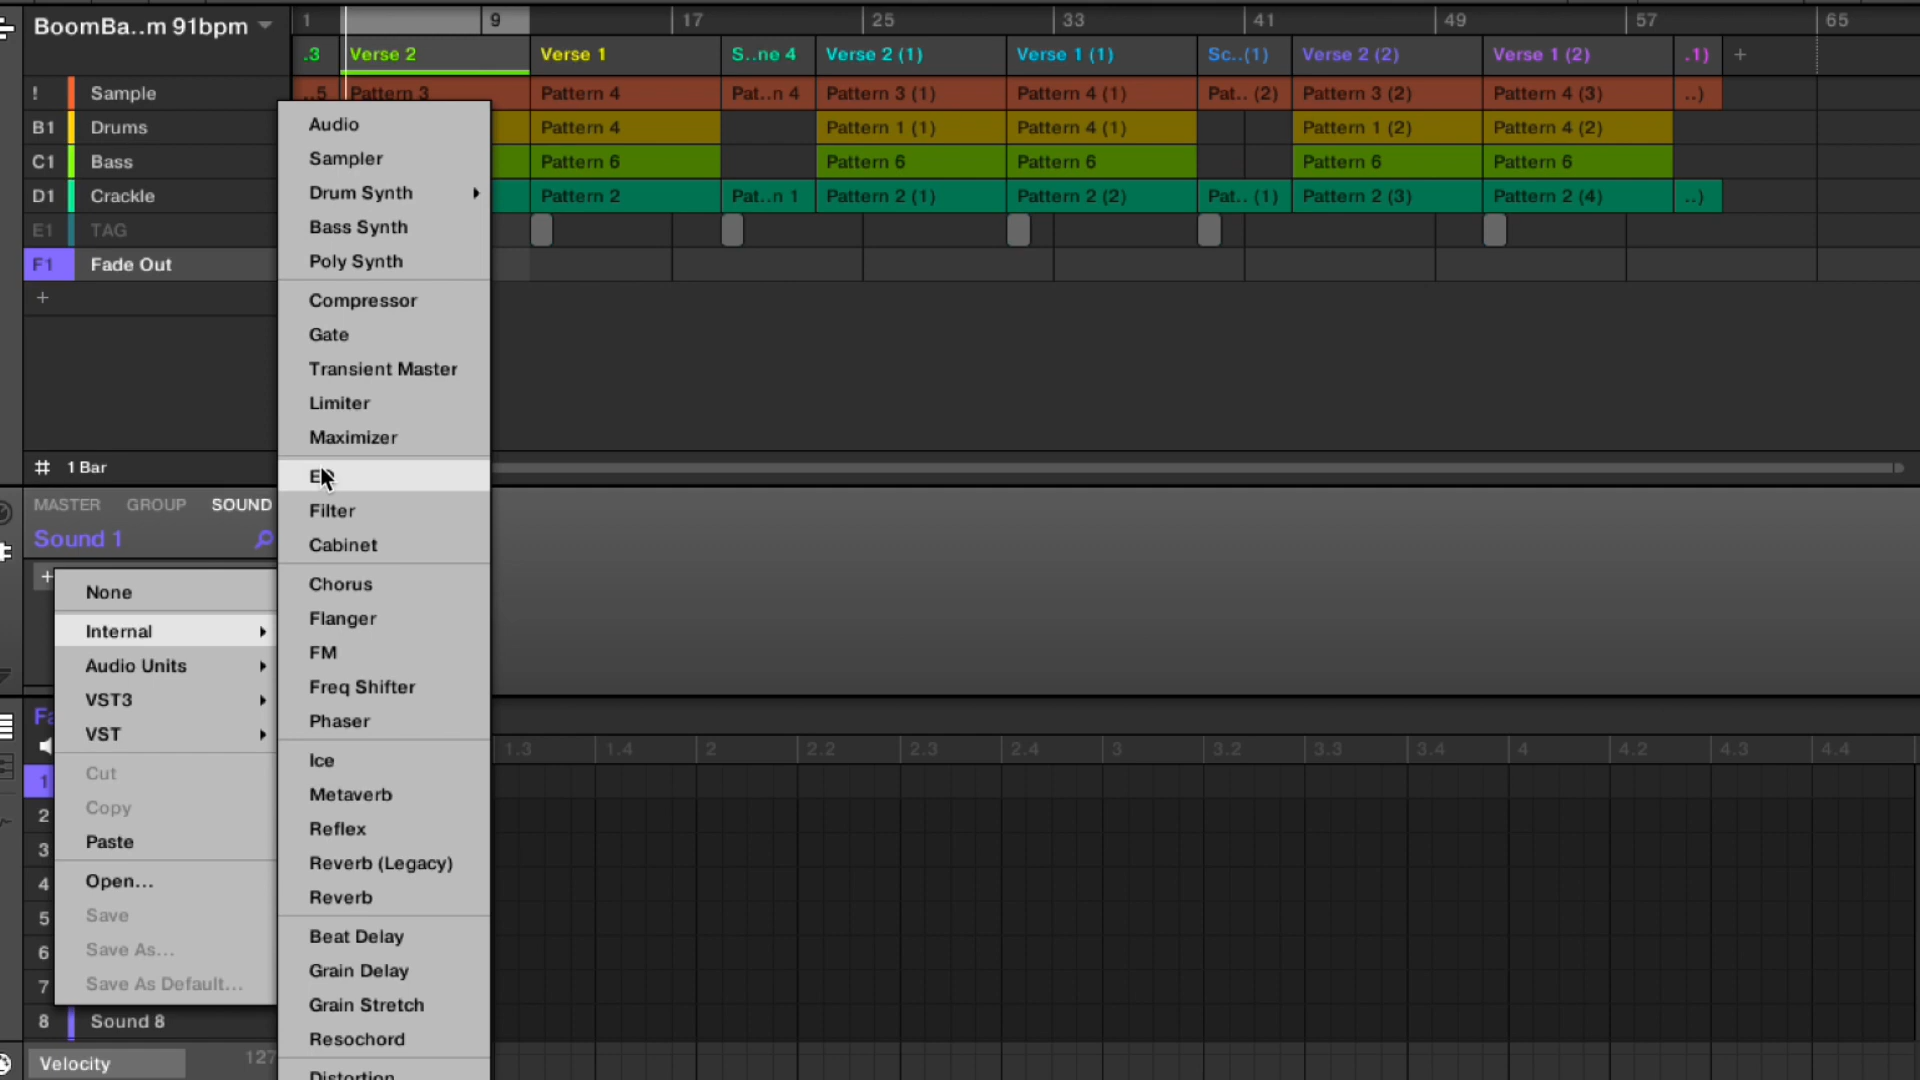 BoomBa..m 91bpm
1 9 17 25 33 41 49 57 65
.3 Verse 2 Verse 1 S..ne 4 Verse 2 (1) Verse 1 (1) Sc..(1) Verse 2 (2) Verse 1 (2) .1) +
! Sample ..5 Pattern 3 Pattern 4 Pat..n 4 Pattern 3 (1) Pattern 4 (1) Pat.. (2) Pattern 3 (2) Pattern 4 (3) ..)
B1 Drums Pattern 4 Pattern 1 (1) Pattern 4 (1) Pattern 1 (2) Pattern 4 (2)
C1 Bass Pattern 6 Pattern 6 Pattern 6 Pattern 6 Pattern 6
D1 Crackle Pattern 2 Pat..n 1 Pattern 2 (1) Pattern 2 (2) Pat.. (1) Pattern 2 (3) Pattern 2 (4) ..)
E1 TAG
F1 Fade Out
+
1 Bar
MASTER GROUP SOUND
Sound 1
+
None
Internal
Audio Units
VST3
VST
Cut
Copy
Paste
Open...
Save
Save As...
Save As Default...
Audio
Sampler
Drum Synth
Bass Synth
Poly Synth
Compressor
Gate
Transient Master
Limiter
Maximizer
Filter
Cabinet
Chorus
Flanger
FM
Freq Shifter
Phaser
Ice
Metaverb
Reflex
Reverb (Legacy)
Reverb
Beat Delay
Grain Delay
Grain Stretch
Resochord
Distortion
1.3 1.4 2 2.2 2.3 2.4 3 3.2 3.3 3.4 4 4.2 4.3 4.4
1
2
3
4
5
6
7
8 Sound 8
Velocity 127